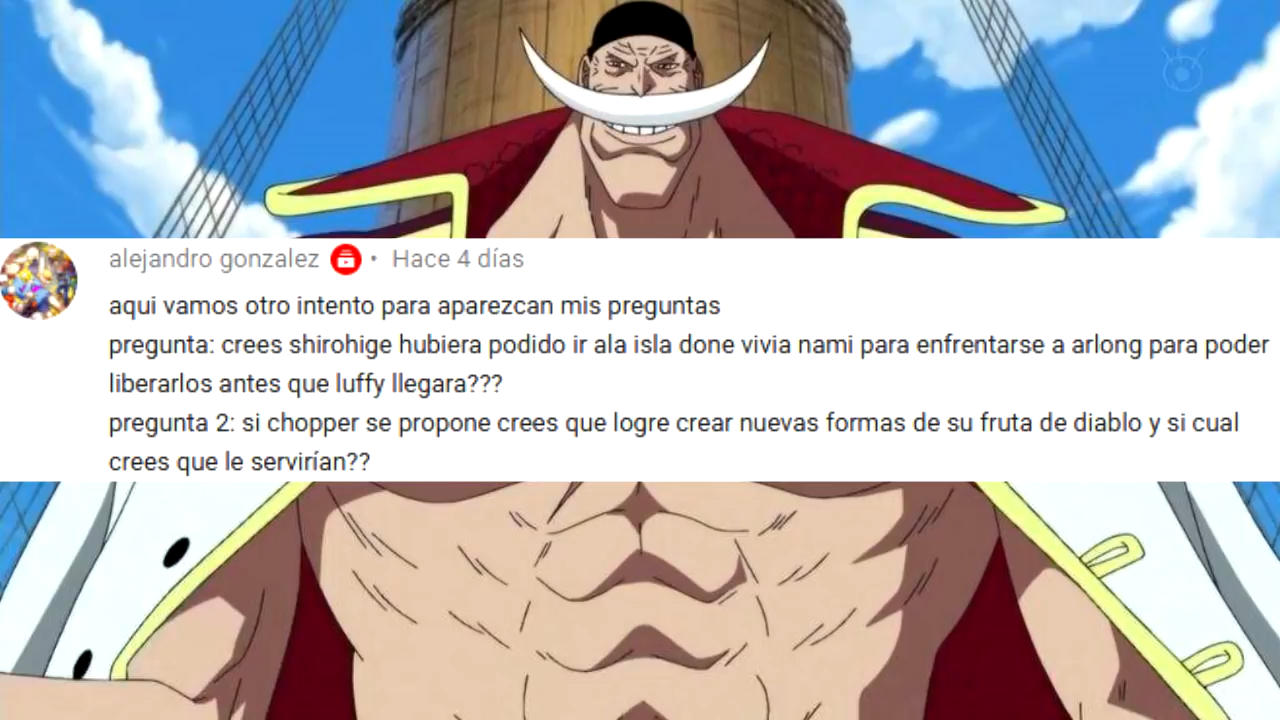 alejandro gonzalez • Hace 4 días
aqui vamos otro intento para aparezcan mis preguntas
pregunta: crees shirohige hubiera podido ir ala isla done vivia nami para enfrentarse a arlong para poder
liberarlos antes que luffy llegara???
pregunta 2: si chopper se propone crees que logre crear nuevas formas de su fruta de diablo y si cual
crees que le servirían??